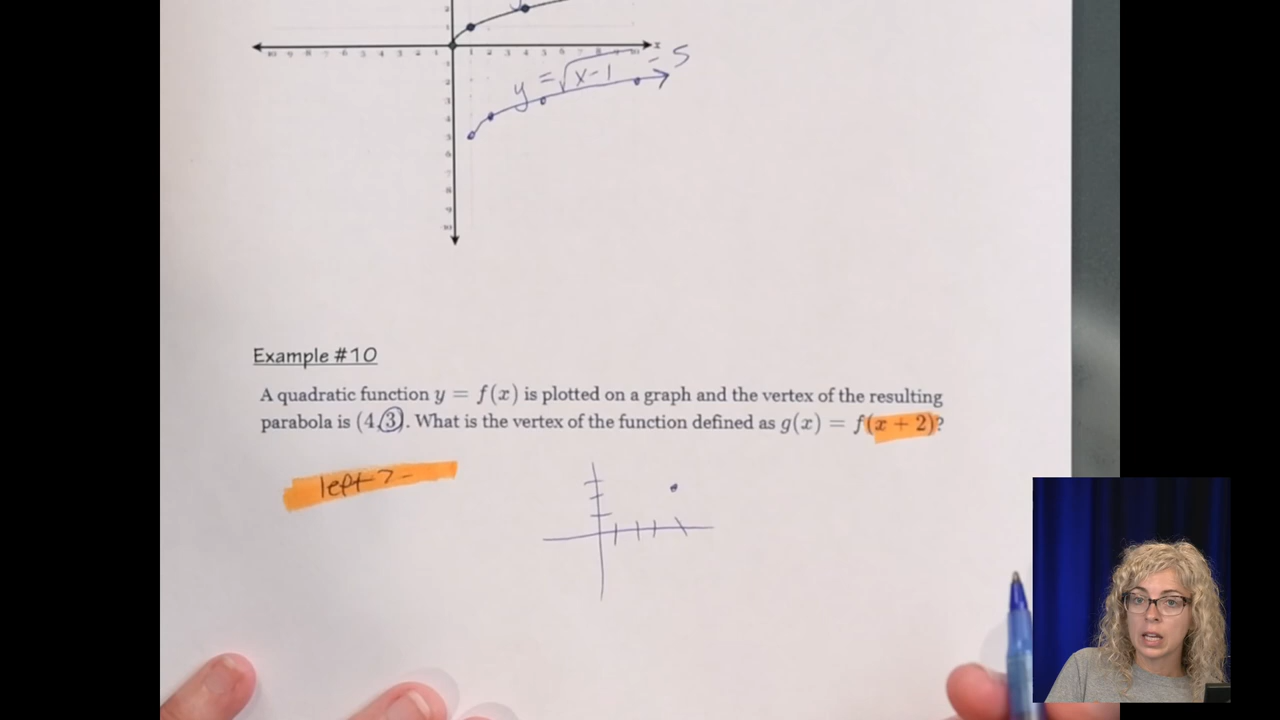 x
y = √x-1 - 5
Example #10
A quadratic function y = f(x) is plotted on a graph and the vertex of the resulting
parabola is (4,3). What is the vertex of the function defined as g(x) = f(x + 2)?
left 2